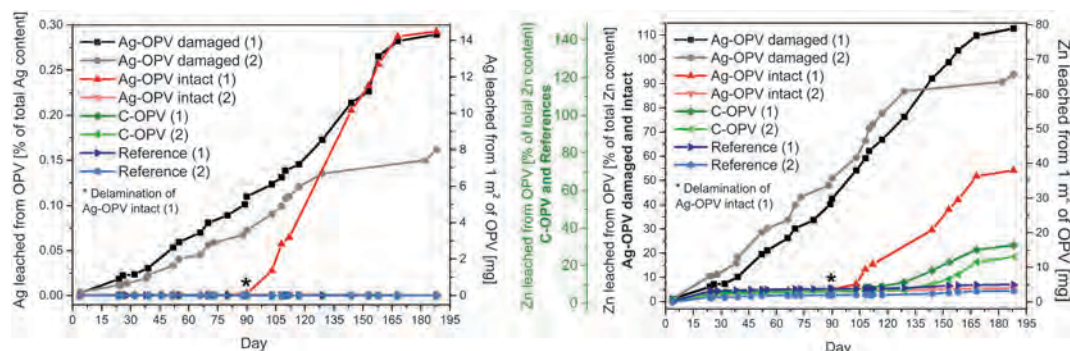 Ag leached from OPV [% of total Ag content]
0.30
0.25
0.20
0.15
0.10
0.05
0.00
Ag-OPV damaged (1)
Ag-OPV damaged (2)
Ag-OPV intact (1)
Ag-OPV intact (2)
C-OPV (1)
C-OPV (2)
Reference (1)
Reference (2)
* Delamination of
Ag-OPV intact (1)
*
0 15 30 45 60 75 90 105 120 135 150 165 180 195
Day
14
12
10
8
6
4
2
0
Ag leached from 1 m² of OPV [mg]
Zn leached from OPV [% of total Zn content]
C-OPV and References
140
120
100
80
60
40
20
0
Zn leached from OPV [% of total Zn content]
Ag-OPV damaged and intact
110
100
90
80
70
60
50
40
30
20
10
0
Ag-OPV damaged (1)
Ag-OPV damaged (2)
Ag-OPV intact (1)
Ag-OPV intact (2)
C-OPV (1)
C-OPV (2)
Reference (1)
Reference (2)
* Delamination of
Ag-OPV intact (1)
*
0 15 30 45 60 75 90 105 120 135 150 165 180 195
Day
80
70
60
50
40
30
20
10
0
Zn leached from 1 m² of OPV [mg]